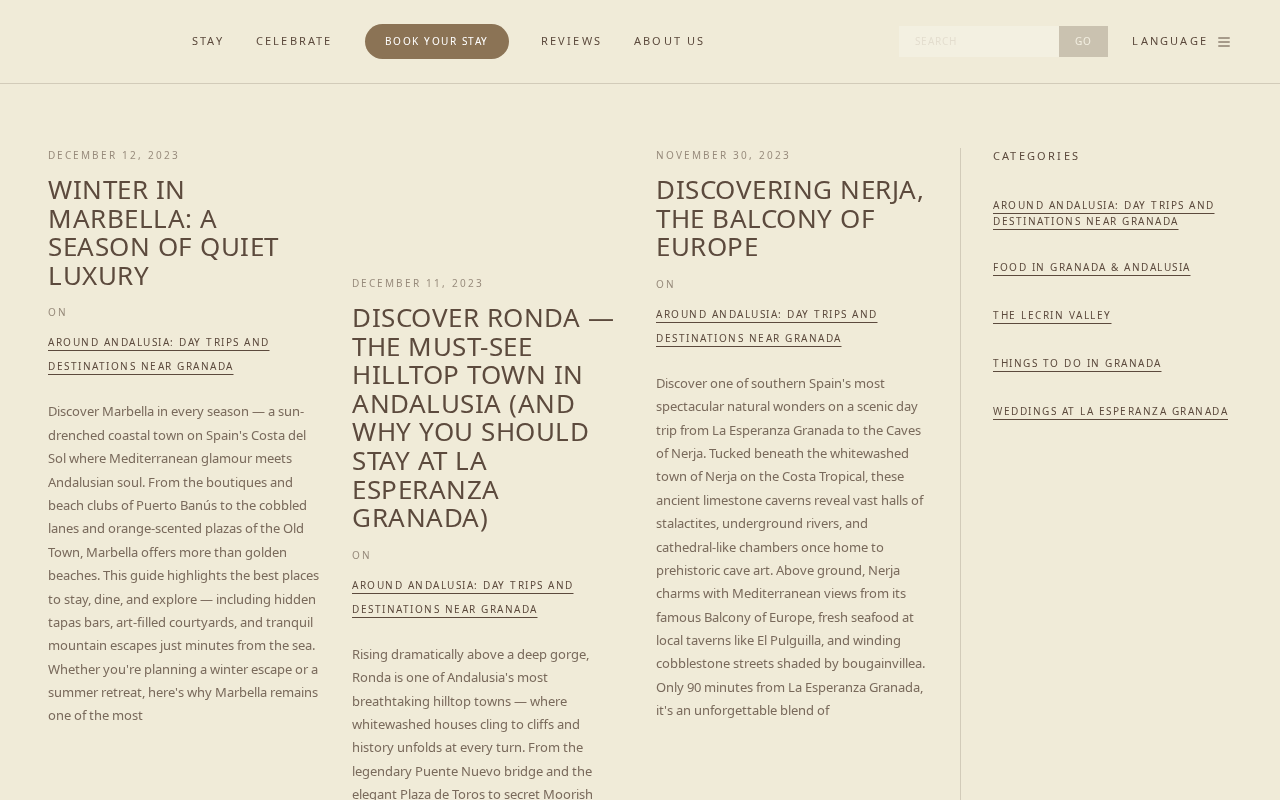 STAY
CELEBRATE
BOOK YOUR STAY
REVIEWS
ABOUT US
SEARCH
GO
LANGUAGE
DECEMBER 12, 2023
WINTER IN
MARBELLA: A
SEASON OF QUIET
LUXURY
ON
AROUND ANDALUSIA: DAY TRIPS AND
DESTINATIONS NEAR GRANADA
Discover Marbella in every season — a sun-
drenched coastal town on Spain's Costa del
Sol where Mediterranean glamour meets
Andalusian soul. From the boutiques and
beach clubs of Puerto Banús to the cobbled
lanes and orange-scented plazas of the Old
Town, Marbella offers more than golden
beaches. This guide highlights the best places
to stay, dine, and explore — including hidden
tapas bars, art-filled courtyards, and tranquil
mountain escapes just minutes from the sea.
Whether you're planning a winter escape or a
summer retreat, here's why Marbella remains
one of the most
DECEMBER 11, 2023
DISCOVER RONDA —
THE MUST-SEE
HILLTOP TOWN IN
ANDALUSIA (AND
WHY YOU SHOULD
STAY AT LA
ESPERANZA
GRANADA)
ON
AROUND ANDALUSIA: DAY TRIPS AND
DESTINATIONS NEAR GRANADA
Rising dramatically above a deep gorge,
Ronda is one of Andalusia's most
breathtaking hilltop towns — where
whitewashed houses cling to cliffs and
history unfolds at every turn. From the
legendary Puente Nuevo bridge and the
elegant Plaza de Toros to secret Moorish
NOVEMBER 30, 2023
DISCOVERING NERJA,
THE BALCONY OF
EUROPE
ON
AROUND ANDALUSIA: DAY TRIPS AND
DESTINATIONS NEAR GRANADA
Discover one of southern Spain's most
spectacular natural wonders on a scenic day
trip from La Esperanza Granada to the Caves
of Nerja. Tucked beneath the whitewashed
town of Nerja on the Costa Tropical, these
ancient limestone caverns reveal vast halls of
stalactites, underground rivers, and
cathedral-like chambers once home to
prehistoric cave art. Above ground, Nerja
charms with Mediterranean views from its
famous Balcony of Europe, fresh seafood at
local taverns like El Pulguilla, and winding
cobblestone streets shaded by bougainvillea.
Only 90 minutes from La Esperanza Granada,
it's an unforgettable blend of
CATEGORIES
AROUND ANDALUSIA: DAY TRIPS AND
DESTINATIONS NEAR GRANADA
FOOD IN GRANADA & ANDALUSIA
THE LECRIN VALLEY
THINGS TO DO IN GRANADA
WEDDINGS AT LA ESPERANZA GRANADA